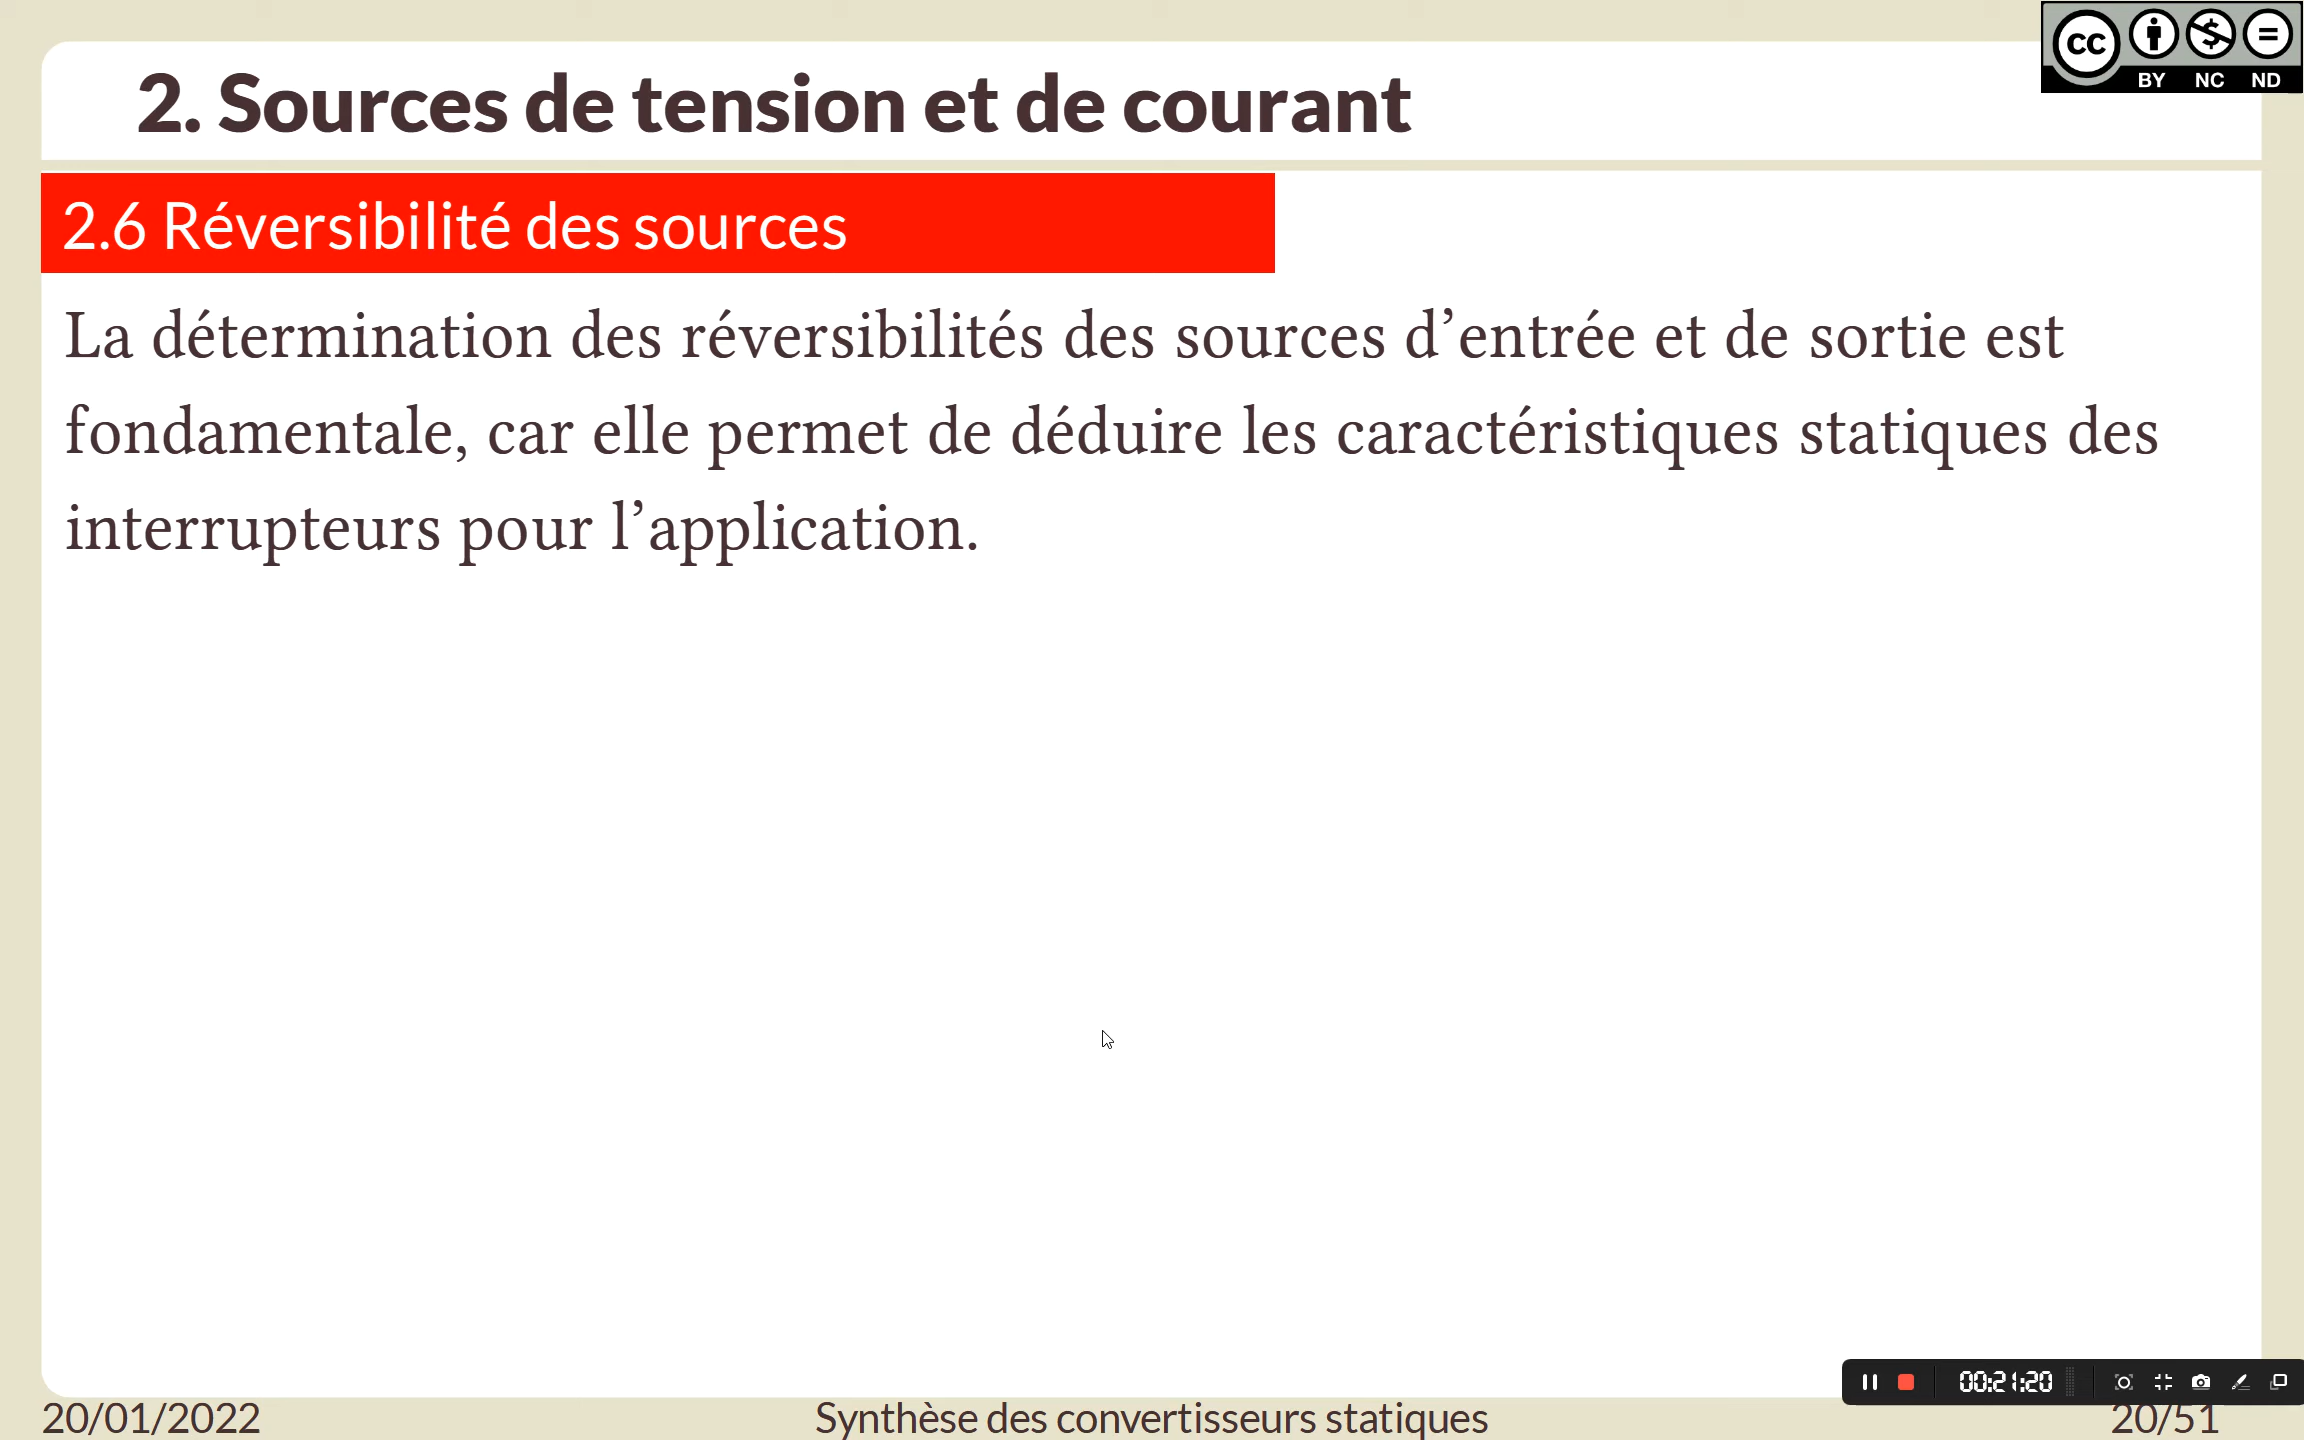 CC BY NC ND
2. Sources de tension et de courant
2.6 Réversibilité des sources
La détermination des réversibilités des sources d’entrée et de sortie est
fondamentale, car elle permet de déduire les caractéristiques statiques des
interrupteurs pour l’application.
00:21:20
20/01/2022 Synthèse des convertisseurs statiques 20/51